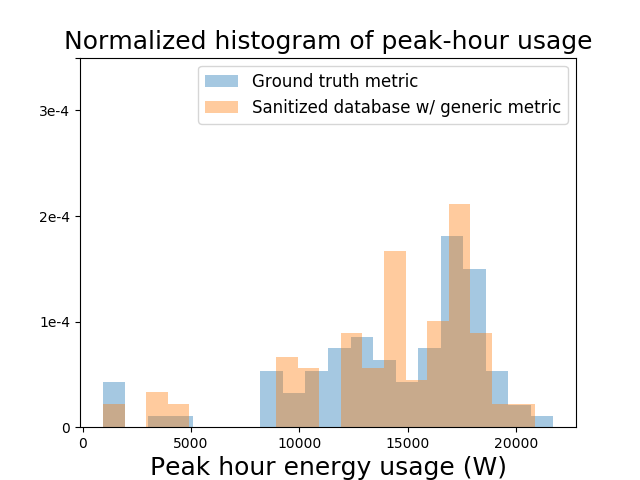 Normalized histogram of peak-hour usage
Ground truth metric
Sanitized database w/ generic metric
3e-4
2e-4
1e-4
0
0 5000 10000 15000 20000
Peak hour energy usage (W)